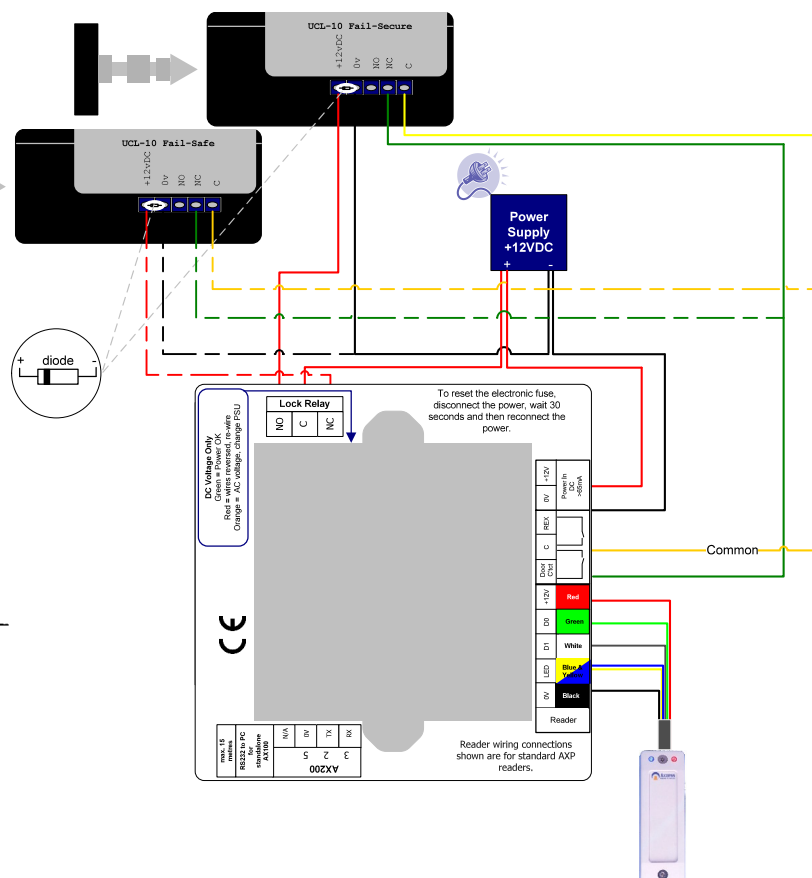 UCL-10 Fail-Secure
+12vDC
0v
NO
NC
C
UCL-10 Fail-Safe
+12vDC
0v
NO
NC
C
Power
Supply
+12VDC
+ -
+ diode -
Lock Relay
NO
C
NC
To reset the electronic fuse,
disconnect the power, wait 30
seconds and then reconnect the
power.
DC Voltage Only
Green = Power OK
Red = wires reversed, re-wire
Orange = AC voltage, change PSU
+12V
0V
Power In
DC
>65mA
REX
C
Door
C'tct
Common
+12V Red
D0 Green
D1 White
LED Blue &
Yellow
0V Black
Reader
CE
max. 15
metres
RS232 to PC
for
standalone
AX100
N/A
0V
TX
RX
5
2
3
AX200
Reader wiring connections
shown are for standard AXP
readers.